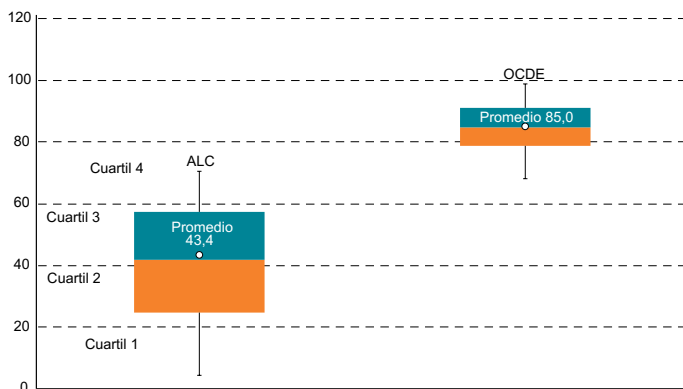 120
100
80
60
40
20
0
OCDE
Promedio 85,0
Cuartil 4
ALC
Cuartil 3
Promedio
43,4
Cuartil 2
Cuartil 1